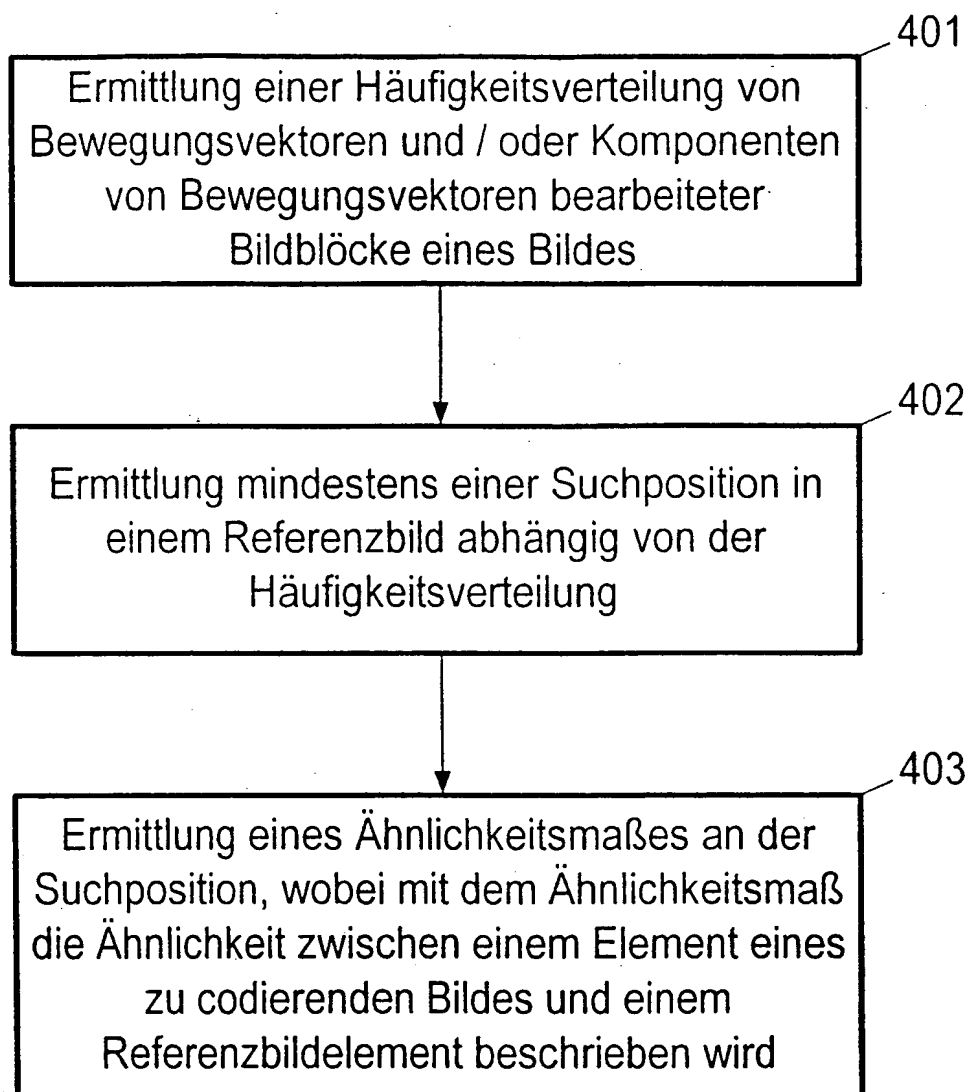 401
Ermittlung einer Häufigkeitsverteilung von
Bewegungsvektoren und / oder Komponenten
von Bewegungsvektoren bearbeiteter
Bildblöcke eines Bildes
402
Ermittlung mindestens einer Suchposition in
einem Referenzbild abhängig von der
Häufigkeitsverteilung
403
Ermittlung eines Ähnlichkeitsmaßes an der
Suchposition, wobei mit dem Ähnlichkeitsmaß
die Ähnlichkeit zwischen einem Element eines
zu codierenden Bildes und einem
Referenzbildelement beschrieben wird